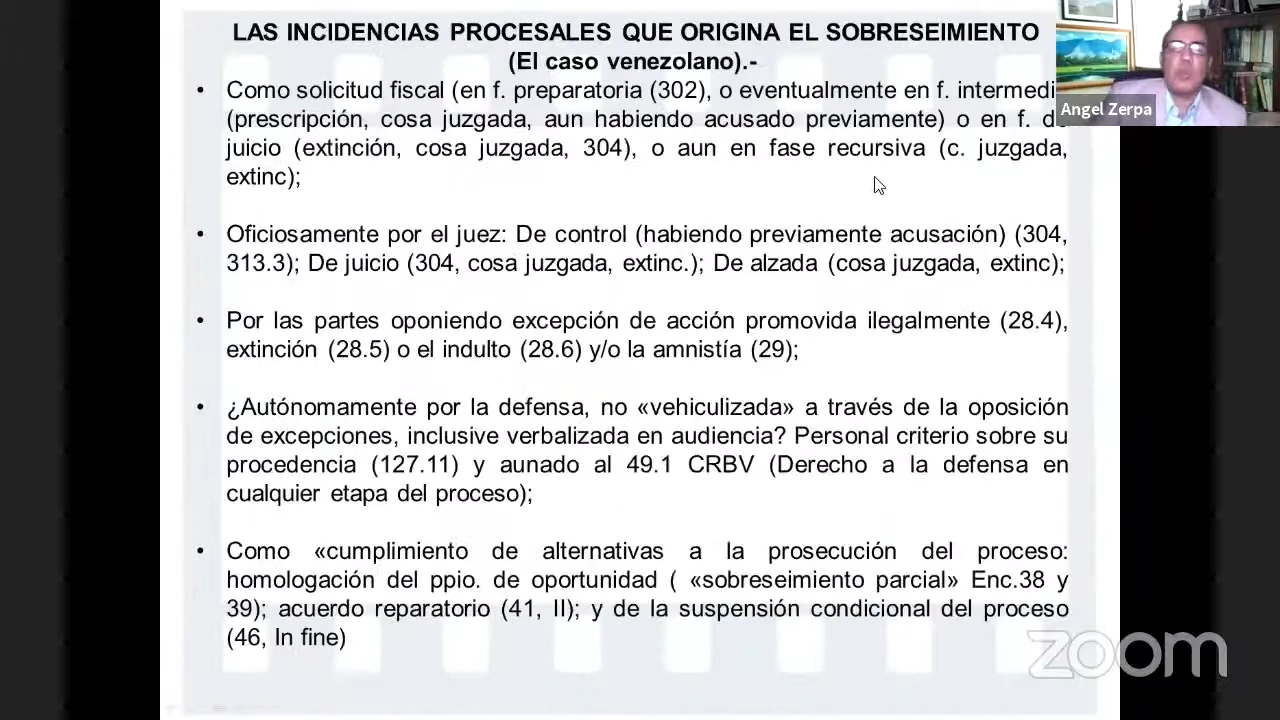 LAS INCIDENCIAS PROCESALES QUE ORIGINA EL SOBRESEIMIENTO
(El caso venezolano).-
• Como solicitud fiscal (en f. preparatoria (302), o eventualmente en f. intermedi
(prescripción, cosa juzgada, aun habiendo acusado previamente) o en f. de
juicio (extinción, cosa juzgada, 304), o aun en fase recursiva (c. juzgada,
extinc);
• Oficiosamente por el juez: De control (habiendo previamente acusación) (304,
313.3); De juicio (304, cosa juzgada, extinc.); De alzada (cosa juzgada, extinc);
• Por las partes oponiendo excepción de acción promovida ilegalmente (28.4),
extinción (28.5) o el indulto (28.6) y/o la amnistía (29);
• ¿Autónomamente por la defensa, no «vehiculizada» a través de la oposición
de excepciones, inclusive verbalizada en audiencia? Personal criterio sobre su
procedencia (127.11) y aunado al 49.1 CRBV (Derecho a la defensa en
cualquier etapa del proceso);
• Como «cumplimiento de alternativas a la prosecución del proceso:
homologación del ppio. de oportunidad ( «sobreseimiento parcial» Enc.38 y
39); acuerdo reparatorio (41, II); y de la suspensión condicional del proceso
(46, In fine)
Angel Zerpa
zoom